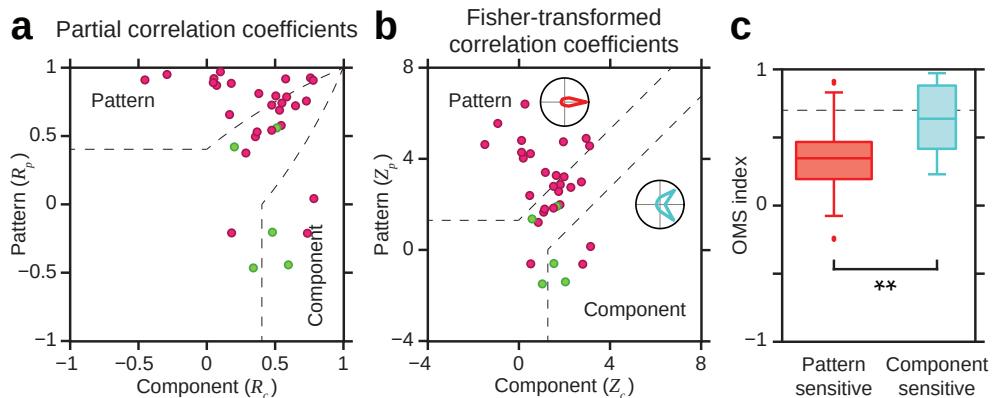 a
Partial correlation coefficients
1
0.5
0
−0.5
−1
Pattern (Rp)
Pattern
Component
−1
−0.5
0
0.5
1
Component (Rc)
b
Fisher-transformed
correlation coefficients
8
4
0
−4
Pattern (Zp)
Pattern
Component
−4
0
4
8
Component (Zc)
c
1
0
−1
OMS index
**
Pattern
sensitive
Component
sensitive